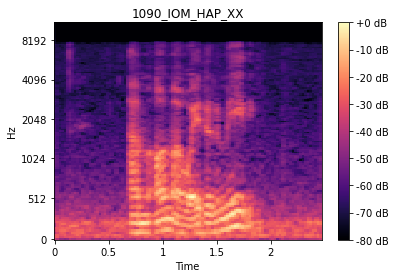 1090_IOM_HAP_XX
Hz
8192
4096
2048
1024
512
0
0
0.5
1
1.5
2
Time
+0 dB
-10 dB
-20 dB
-30 dB
-40 dB
-50 dB
-60 dB
-70 dB
-80 dB